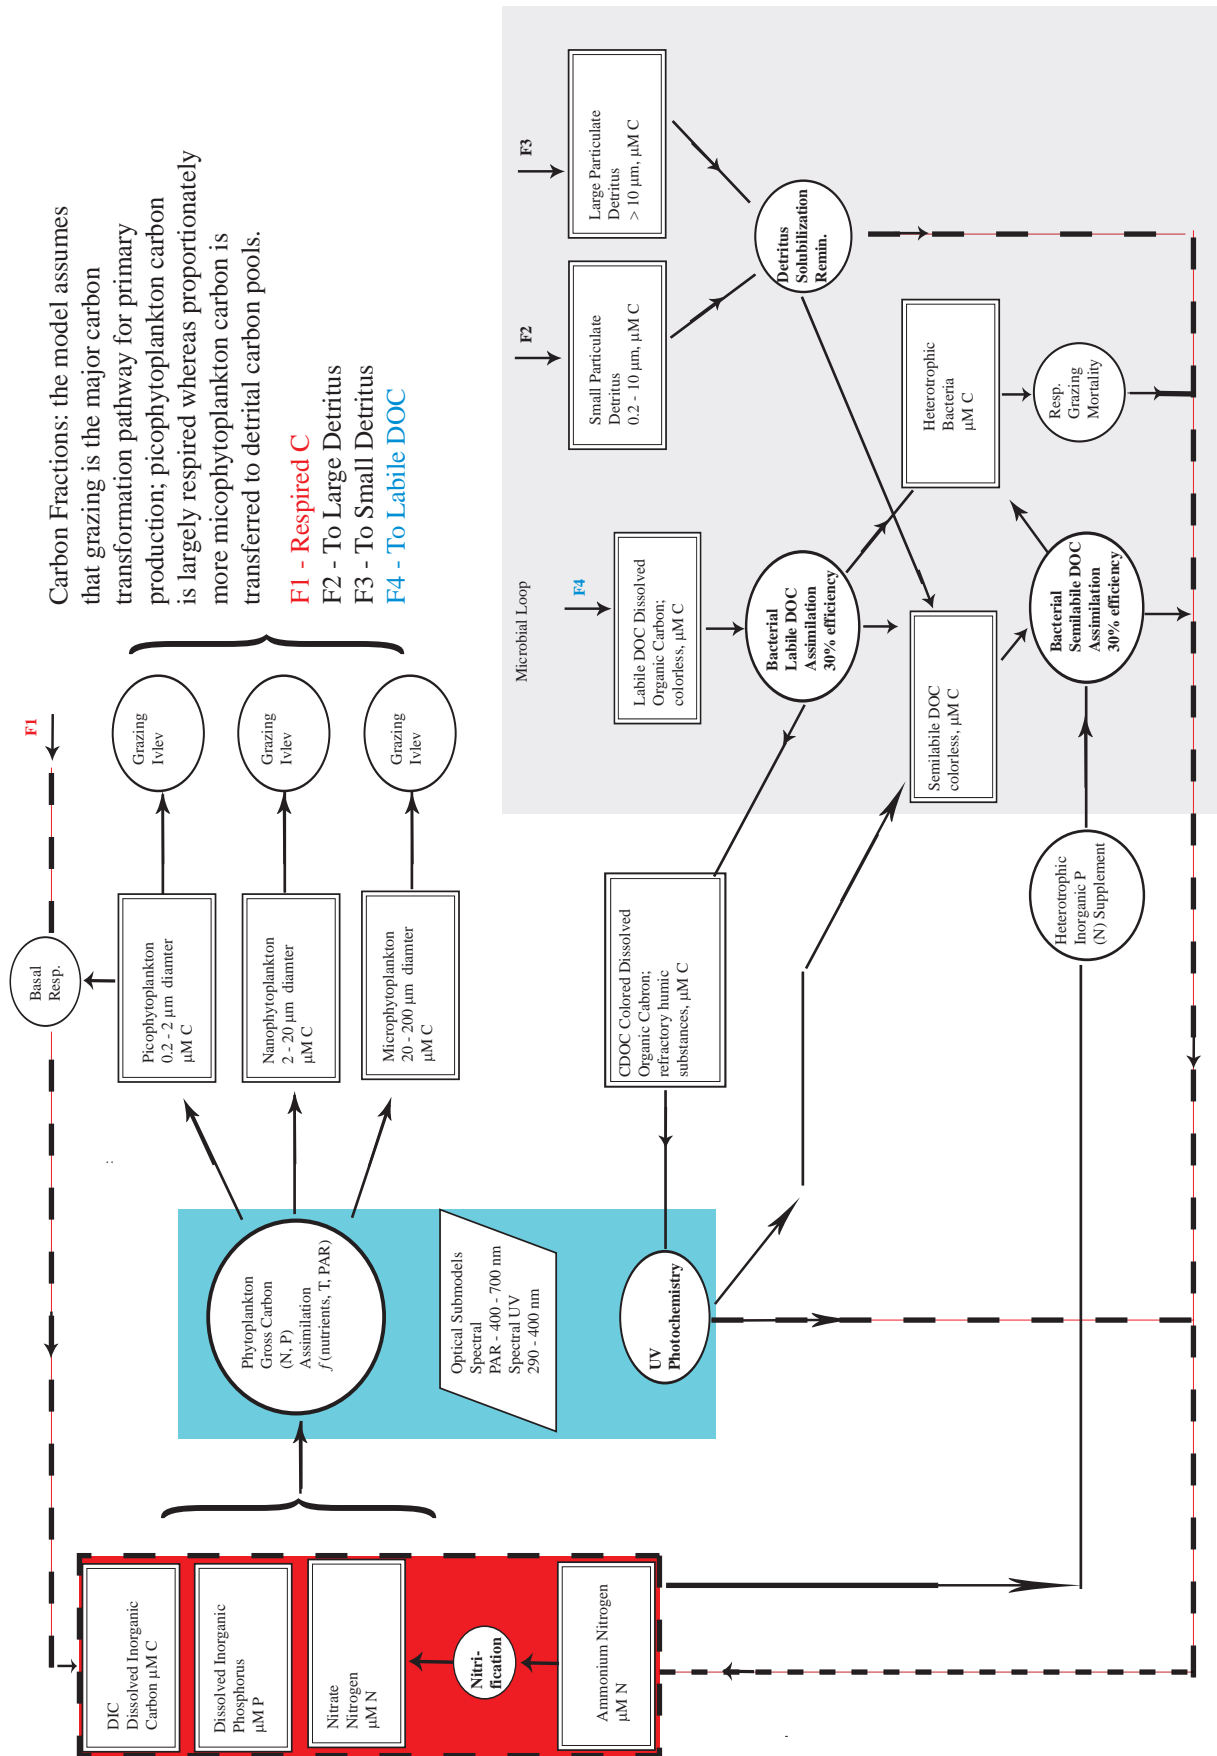 Carbon Fractions: the model assumes
that grazing is the major carbon
transformation pathway for primary
production; picophytoplankton carbon
is largely respired whereas proportionately
more micophytoplankton carbon is
transferred to detrital carbon pools.
F1 - Respired C
F2 - To Large Detritus
F3 - To Small Detritus
F4 - To Labile DOC
F1
Basal
Resp.
DIC
Dissolved Inorganic
Carbon µM C
Dissolved Inorganic
Phosphorus
µM P
Nitrate
Nitrogen
µM N
Nitri-
fication
Ammonium Nitrogen
µM N
Phytoplankton
Gross Carbon
(N, P)
Assimilation
f (nutrients, T, PAR)
Optical Submodels
Spectral
PAR - 400 - 700 nm
Spectral UV
290 - 400 nm
UV
Photochemistry
Picophytoplankton
0.2 - 2 µm diamter
µM C
Nanophytoplankton
2 - 20 µm diamter
µM C
Microphytoplankton
20 - 200 µm diamter
µM C
Grazing
Ivlev
Grazing
Ivlev
Grazing
Ivlev
CDOC Colored Dissolved
Organic Cabron;
refractory humic
substances, µM C
Heterotrophic
Inorganic P
(N) Supplement
Microbial Loop
F4
Labile DOC Dissolved
Organic Carbon;
colorless, µM C
Bacterial
Labile DOC
Assimilation
30% efficiency
Semilabile DOC
colorless, µM C
Bacterial
Semilabile DOC
Assimilation
30% efficiency
F2
Small Particulate
Detritus
0.2 - 10 µm, µM C
F3
Large Particulate
Detritus
> 10 µm, µM C
Detritus
Solubilization
Remin.
Heterotrophic
Bacteria
µM C
Resp.
Grazing
Mortality